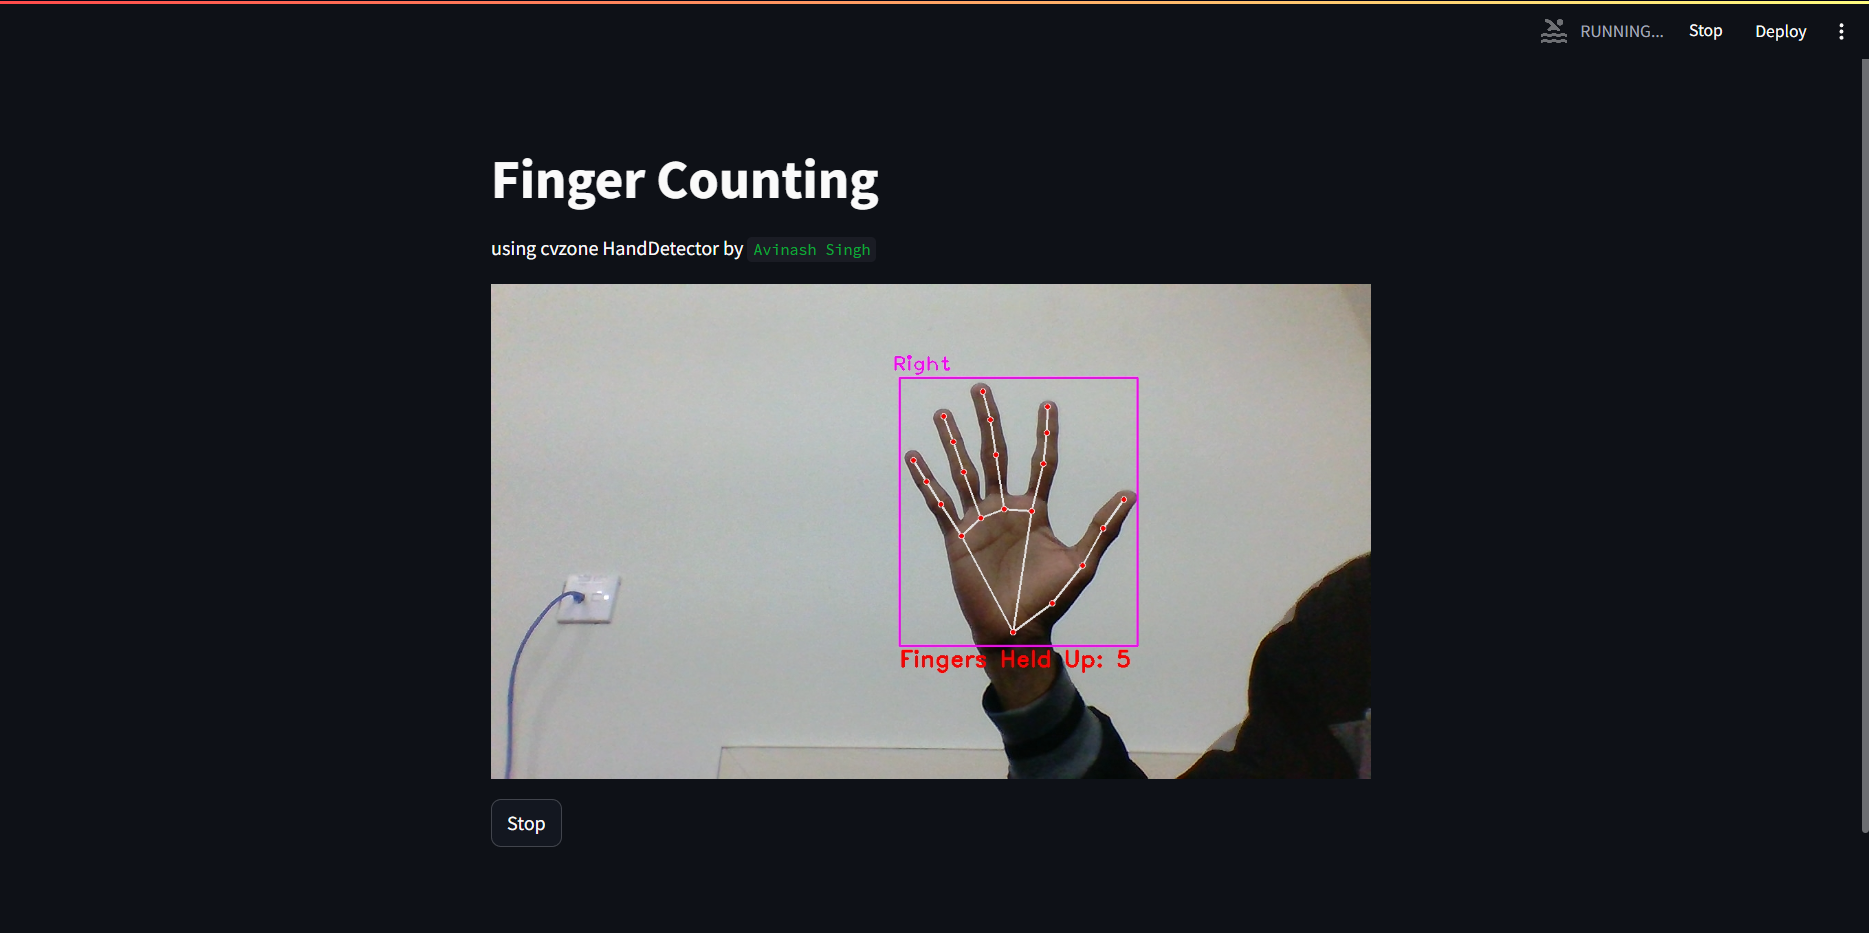 RUNNING... Stop Deploy
Finger Counting
using cvzone HandDetector by Avinash Singh
Right
Fingers Held Up: 5
Stop